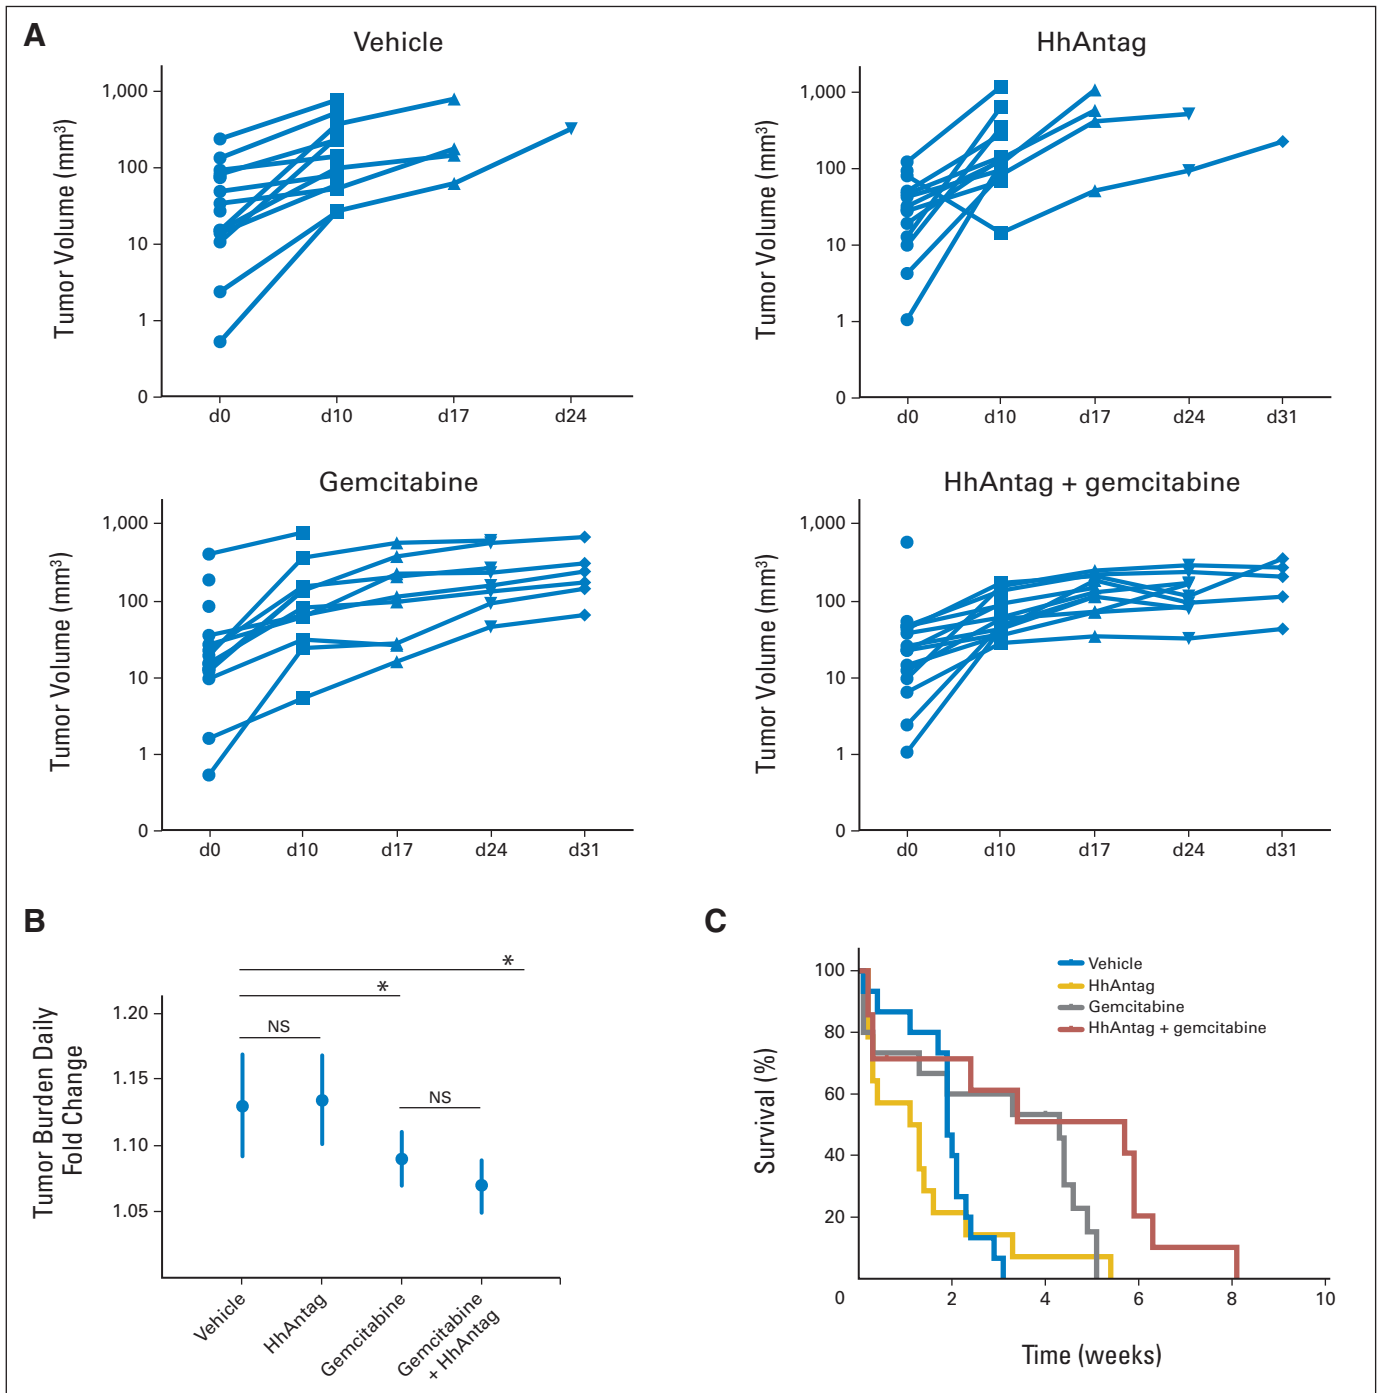 A
Vehicle
Tumor Volume (mm³)
1,000
100
10
1
0
d0 d10 d17 d24
HhAntag
Tumor Volume (mm³)
1,000
100
10
1
0
d0 d10 d17 d24 d31
Gemcitabine
Tumor Volume (mm³)
1,000
100
10
1
0
d0 d10 d17 d24 d31
HhAntag + gemcitabine
Tumor Volume (mm³)
1,000
100
10
1
0
d0 d10 d17 d24 d31
B
Tumor Burden Daily
Fold Change
1.20
1.15
1.10
1.05
*
*
NS
NS
Vehicle
HhAntag
Gemcitabine
Gemcitabine
+ HhAntag
C
Survival (%)
100
80
60
40
20
0 2 4 6 8 10
Time (weeks)
Vehicle
HhAntag
Gemcitabine
HhAntag + gemcitabine